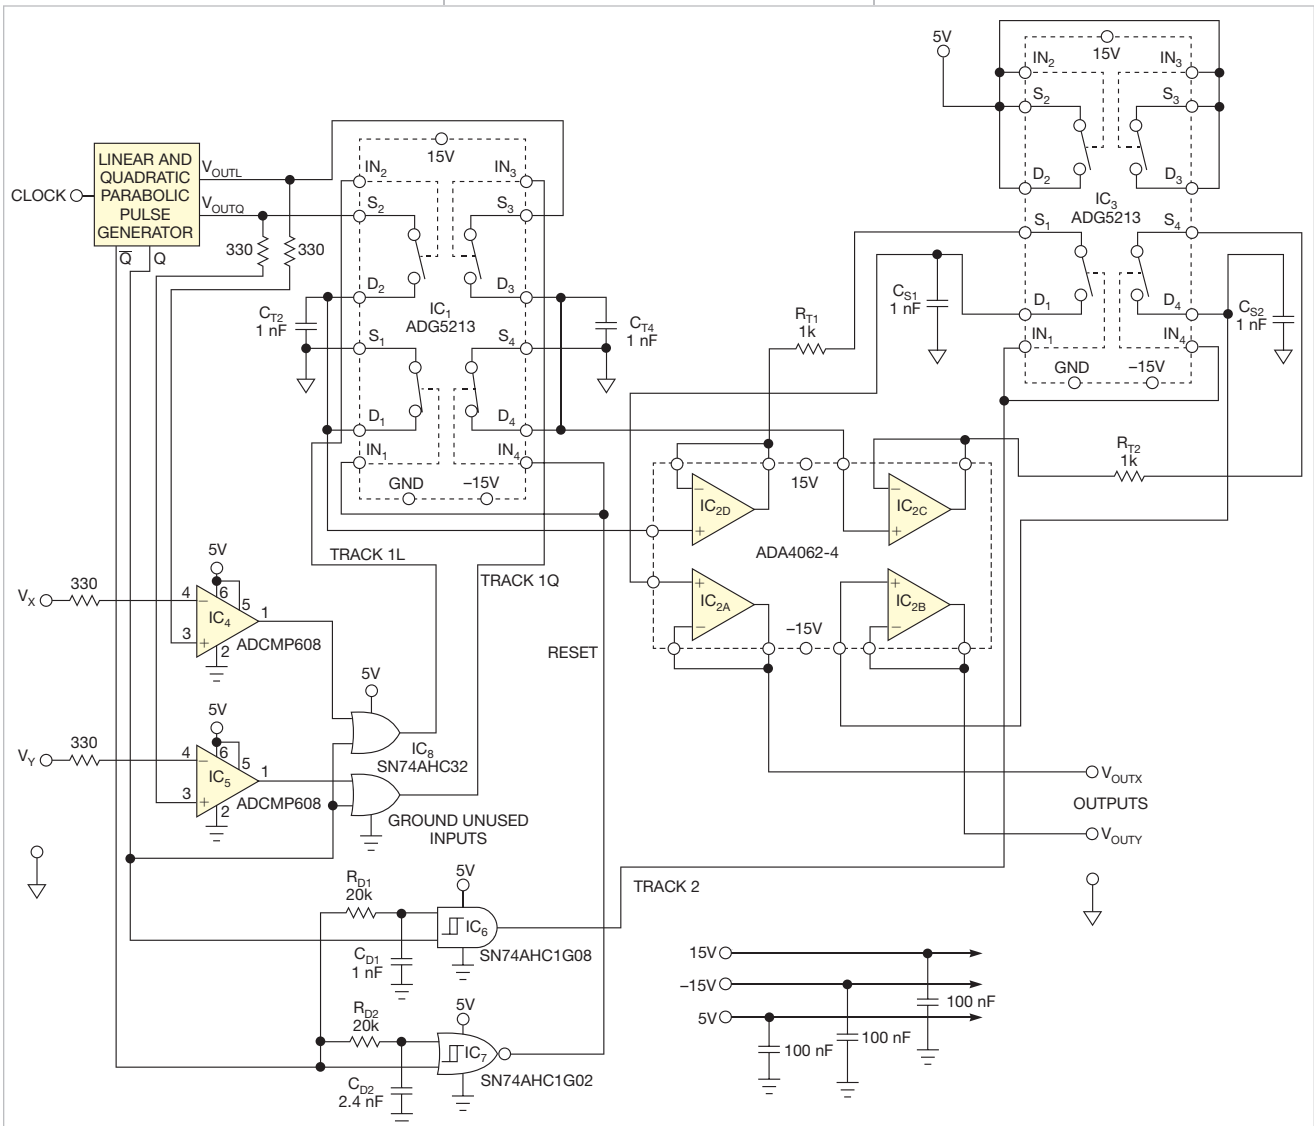 5V
15V
IN2
IN3
S2
S3
D2
D3
IC3
ADG5213
S1
S4
D1
D4
IN1
IN4
GND
–15V
CS1
1 nF
CS2
1 nF
RT1
1k
RT2
1k
CLOCK
LINEAR AND
QUADRATIC
PARABOLIC
PULSE
GENERATOR
VOUTL
VOUTQ
Q̅
Q
330
330
15V
IN2
IN3
S2
S3
D2
D3
IC1
ADG5213
CT2
1 nF
CT4
1 nF
S1
S4
D1
D4
IN1
IN4
GND
–15V
TRACK 1L
TRACK 1Q
RESET
15V
–
+
IC2D
–
+
IC2C
ADA4062-4
+
–
IC2A
+
–
IC2B
–15V
VX
330
5V
4
–
6
5
IC4
1
3
+
2
ADCMP608
VY
330
5V
4
–
6
5
IC5
1
3
+
2
ADCMP608
5V
IC8
SN74AHC32
GROUND UNUSED
INPUTS
VOUTX
OUTPUTS
VOUTY
RD1
20k
5V
IC6
SN74AHC1G08
CD1
1 nF
TRACK 2
RD2
20k
5V
IC7
SN74AHC1G02
CD2
2.4 nF
15V
–15V
5V
100 nF
100 nF
100 nF